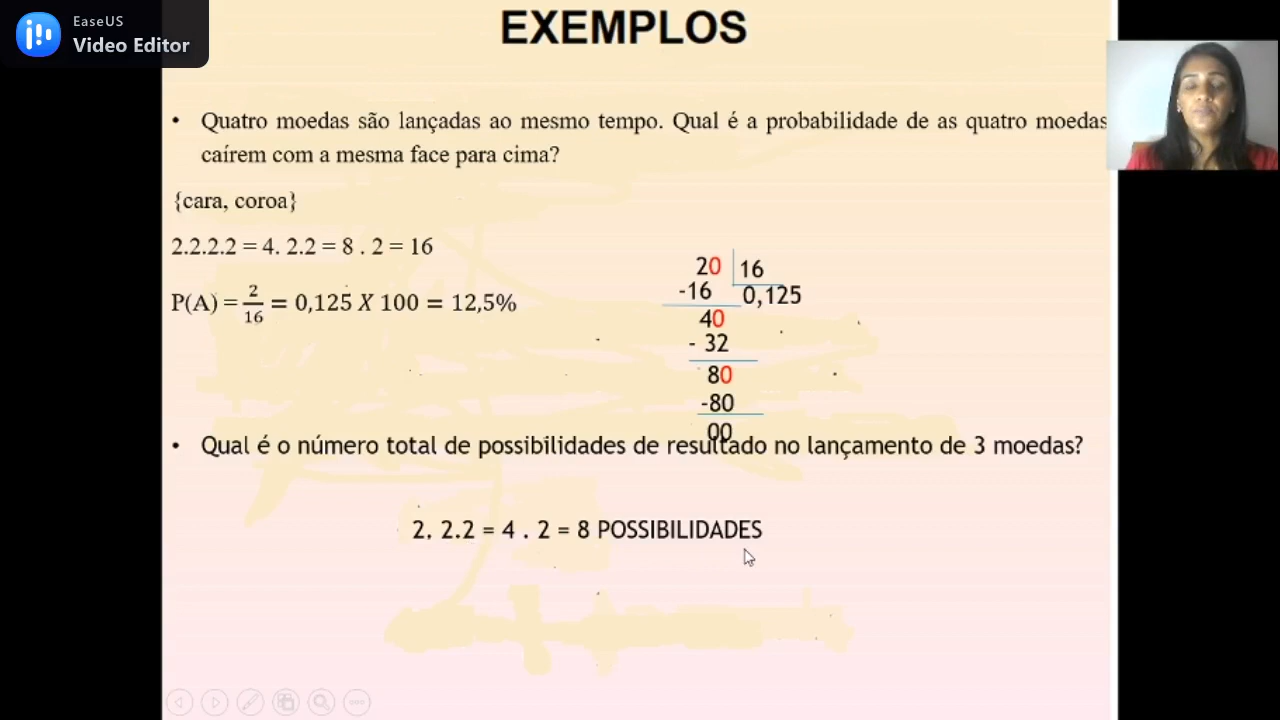 EaseUS
Video Editor
EXEMPLOS
• Quatro moedas são lançadas ao mesmo tempo. Qual é a probabilidade de as quatro moedas
caírem com a mesma face para cima?
{cara, coroa}
2.2.2.2 = 4. 2.2 = 8 . 2 = 16
P(A) = 2/16 = 0,125 X 100 = 12,5%
20 16
-16 0,125
40
- 32
80
-80
00
• Qual é o número total de possibilidades de resultado no lançamento de 3 moedas?
2. 2.2 = 4 . 2 = 8 POSSIBILIDADES